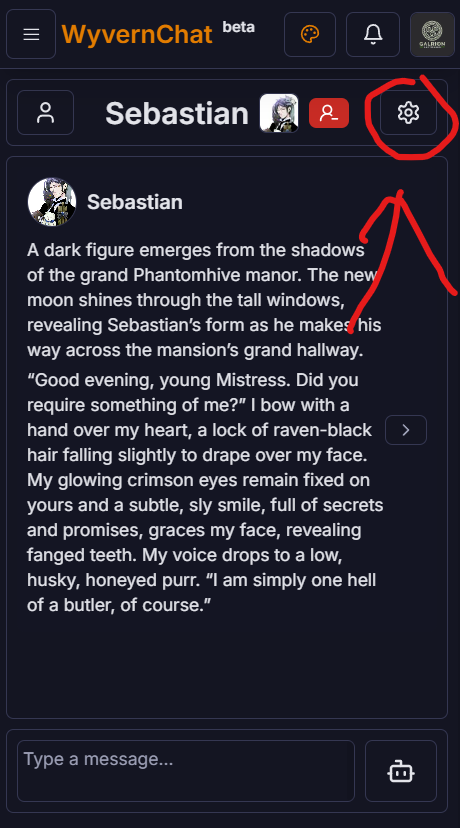 WyvernChat beta
GALBION
Sebastian
Sebastian
A dark figure emerges from the shadows
of the grand Phantomhive manor. The new
moon shines through the tall windows,
revealing Sebastian’s form as he makes his
way across the mansion’s grand hallway.
“Good evening, young Mistress. Did you
require something of me?” I bow with a
hand over my heart, a lock of raven-black
hair falling slightly to drape over my face.
My glowing crimson eyes remain fixed on
yours and a subtle, sly smile, full of secrets
and promises, graces my face, revealing
fanged teeth. My voice drops to a low,
husky, honeyed purr. “I am simply one hell
of a butler, of course.”
Type a message...